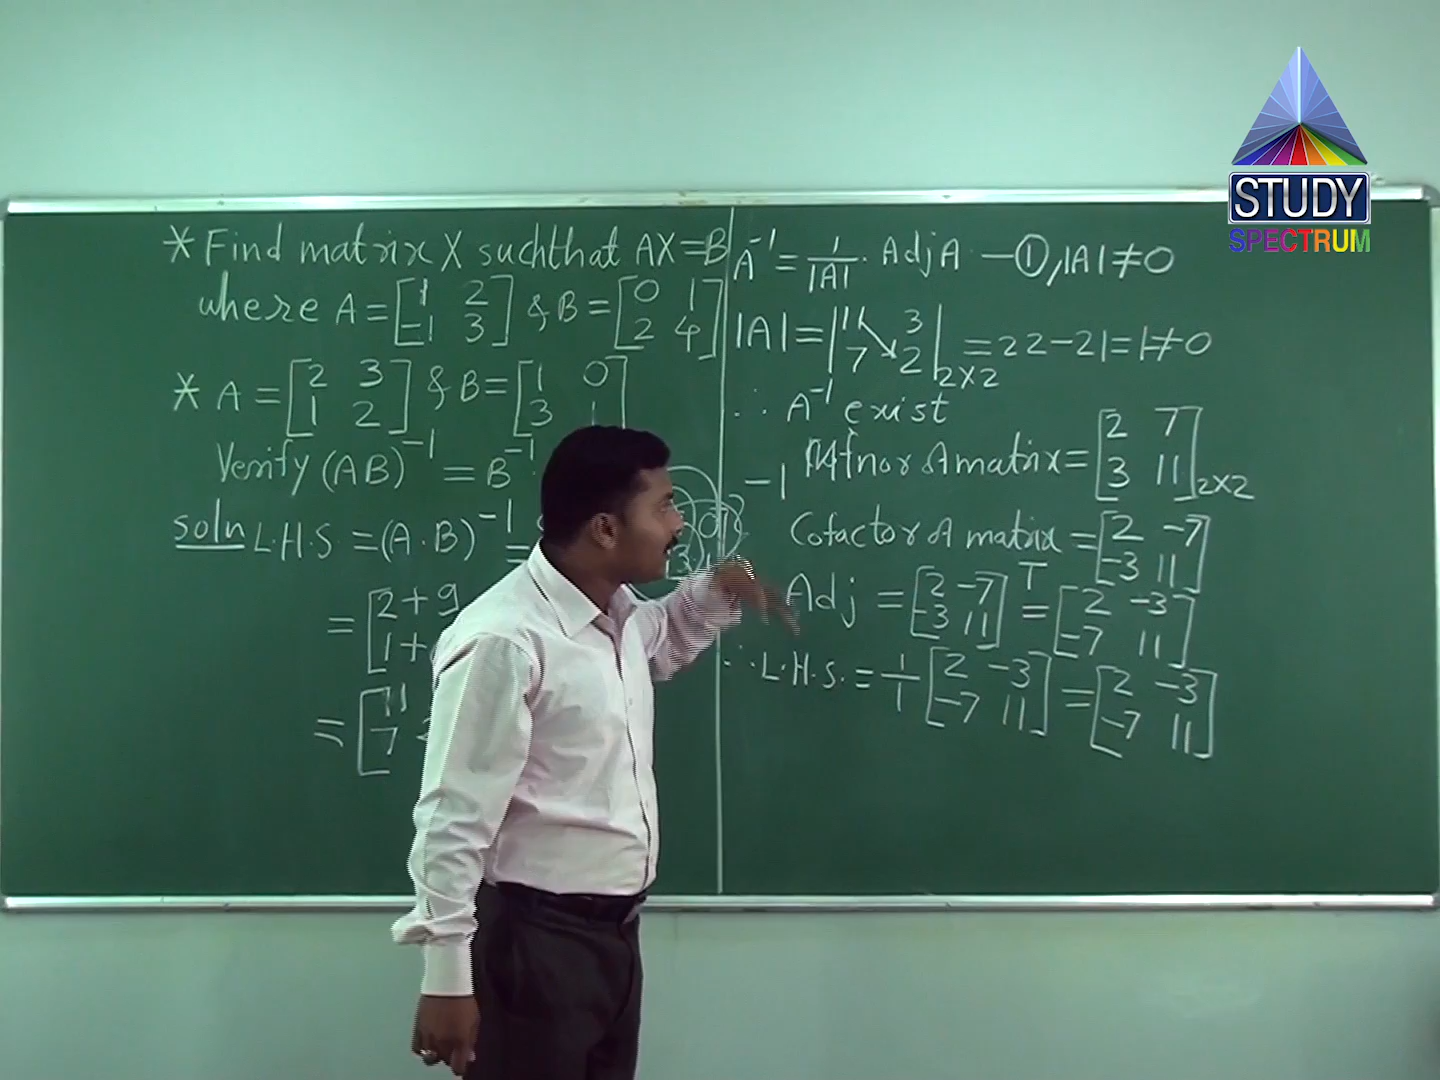 * Find matrix X suchthat AX=B
where A = [1 2
-1 3] & B = [0 1
2 4]
* A = [2 3
1 2] & B = [1 0
3 1]
Verify (AB)⁻¹ = B⁻¹.
soln L.H.S = (A.B)⁻¹ =
= [2+9
1+
= [11
7
A⁻¹ = 1/|A| . Adj A — ①, |A| ≠ 0
|A| = |11 3
7 2|2×2 = 22-21 = 1 ≠ 0
∴ A⁻¹ exist
Minor A matrix = [2 7
3 11]2×2
Cofactor A matrix = [2 -7
-3 11]
Adj = [2 -7
-3 11]ᵀ = [2 -3
-7 11]
∴ L.H.S. = 1/1 [2 -3
-7 11] = [2 -3
-7 11]
STUDY
SPECTRUM